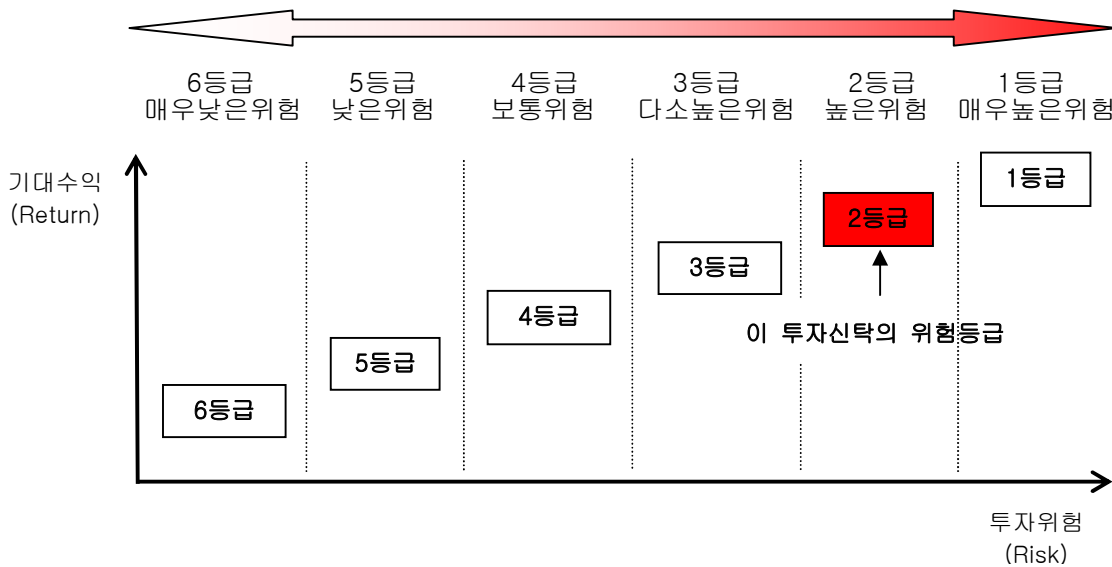 6등급
매우낮은위험
5등급
낮은위험
4등급
보통위험
3등급
다소높은위험
2등급
높은위험
1등급
매우높은위험
기대수익
(Return)
1등급
2등급
3등급
4등급
이 투자신탁의 위험등급
5등급
6등급
투자위험
(Risk)